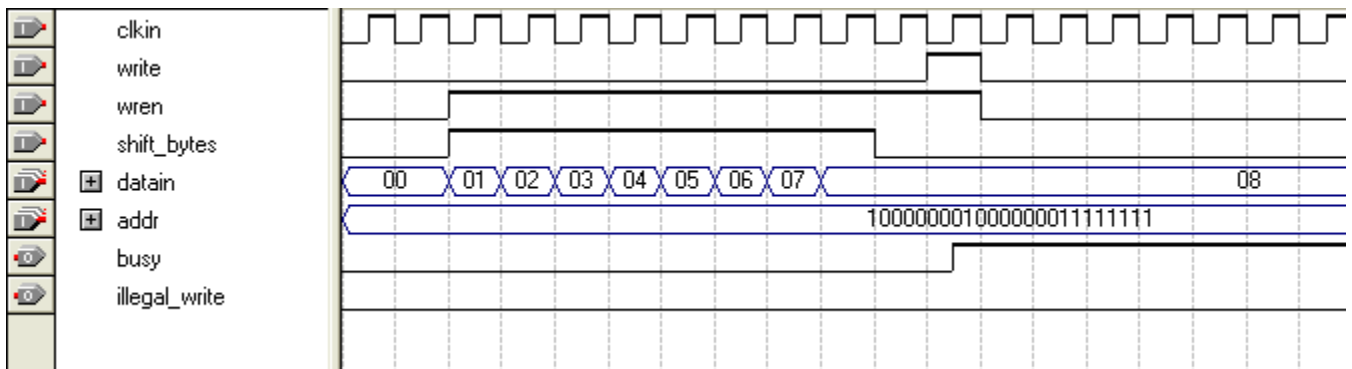 clkin
write
wren
shift_bytes
datain 00 01 02 03 04 05 06 07 08
addr 100000001000000011111111
busy
illegal_write